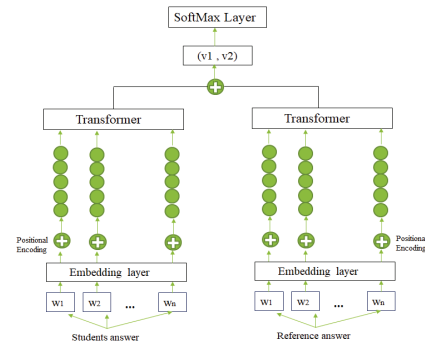 SoftMax Layer
(v1 , v2)
Transformer
Transformer
Positional
Encoding
Positional
Encoding
Embedding layer
Embedding layer
W1 W2 ... Wn
W1 W2 ... Wn
Students answer
Reference answer